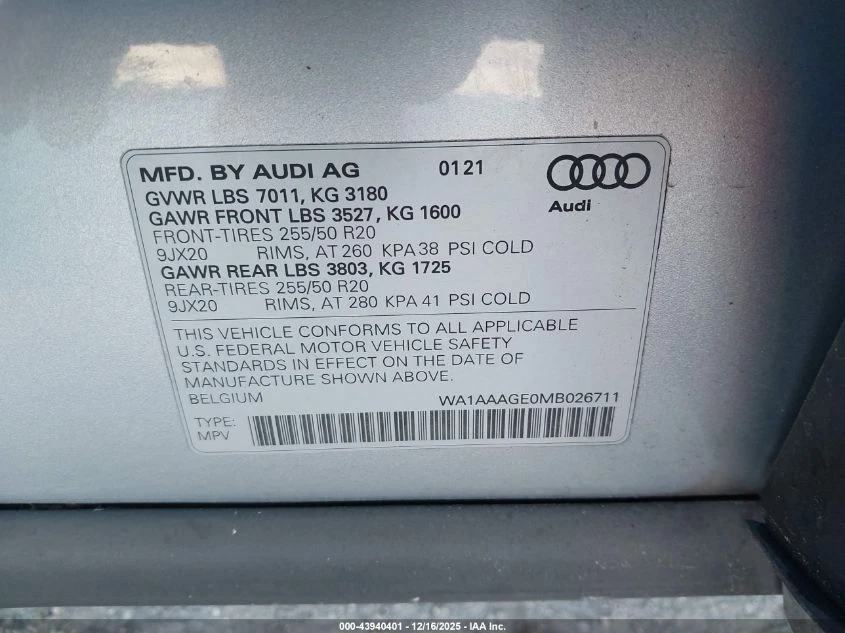 MFD. BY AUDI AG 01 21
Audi
GVWR LBS 7011, KG 3180
GAWR FRONT LBS 3527, KG 1600
FRONT-TIRES 255/50 R20
9JX20 RIMS, AT 260 KPA 38 PSI COLD
GAWR REAR LBS 3803, KG 1725
REAR-TIRES 255/50 R20
9JX20 RIMS, AT 280 KPA 41 PSI COLD
THIS VEHICLE CONFORMS TO ALL APPLICABLE
U.S. FEDERAL MOTOR VEHICLE SAFETY
STANDARDS IN EFFECT ON THE DATE OF
MANUFACTURE SHOWN ABOVE.
BELGIUM WA1AAAGE0MB026711
TYPE:
MPV
000-43940401 - 12/16/2025 - IAA Inc.